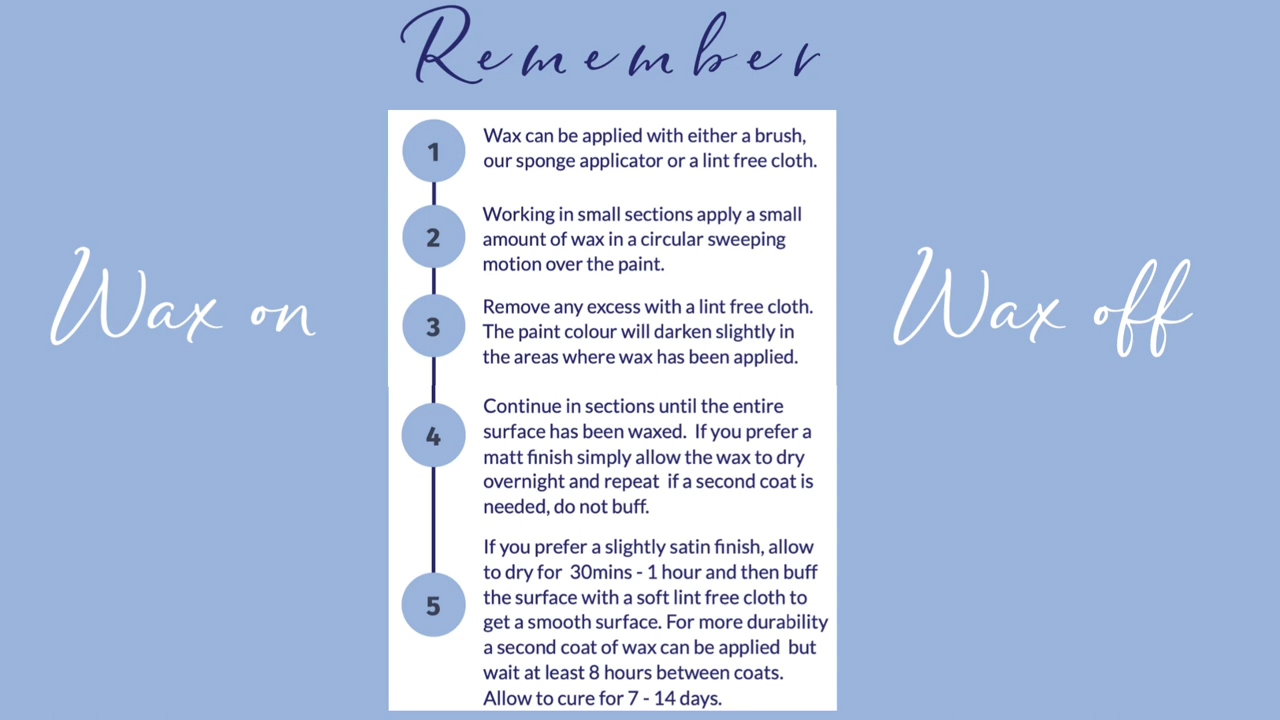 Remember
Wax on
1
Wax can be applied with either a brush,
our sponge applicator or a lint free cloth.
2
Working in small sections apply a small
amount of wax in a circular sweeping
motion over the paint.
3
Remove any excess with a lint free cloth.
The paint colour will darken slightly in
the areas where wax has been applied.
4
Continue in sections until the entire
surface has been waxed. If you prefer a
matt finish simply allow the wax to dry
overnight and repeat if a second coat is
needed, do not buff.
5
If you prefer a slightly satin finish, allow
to dry for 30mins - 1 hour and then buff
the surface with a soft lint free cloth to
get a smooth surface. For more durability
a second coat of wax can be applied but
wait at least 8 hours between coats.
Allow to cure for 7 - 14 days.
Wax off